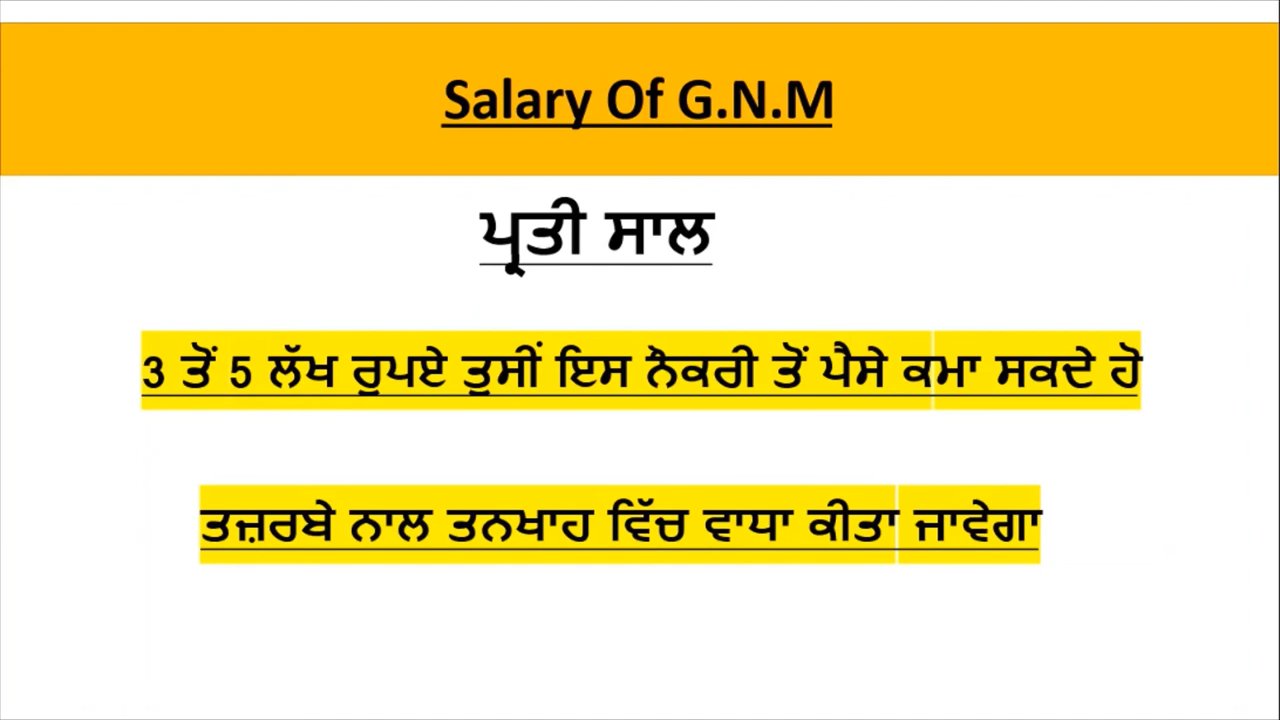 Salary Of G.N.M
ਪ੍ਰਤੀ ਸਾਲ
3 ਤੋਂ 5 ਲੱਖ ਰੁਪਏ ਤੁਸੀਂ ਇਸ ਨੌਕਰੀ ਤੋਂ ਪੈਸੇ ਕਮਾ ਸਕਦੇ ਹੋ
ਤਜ਼ਰਬੇ ਨਾਲ ਤਨਖਾਹ ਵਿੱਚ ਵਾਧਾ ਕੀਤਾ ਜਾਵੇਗਾ